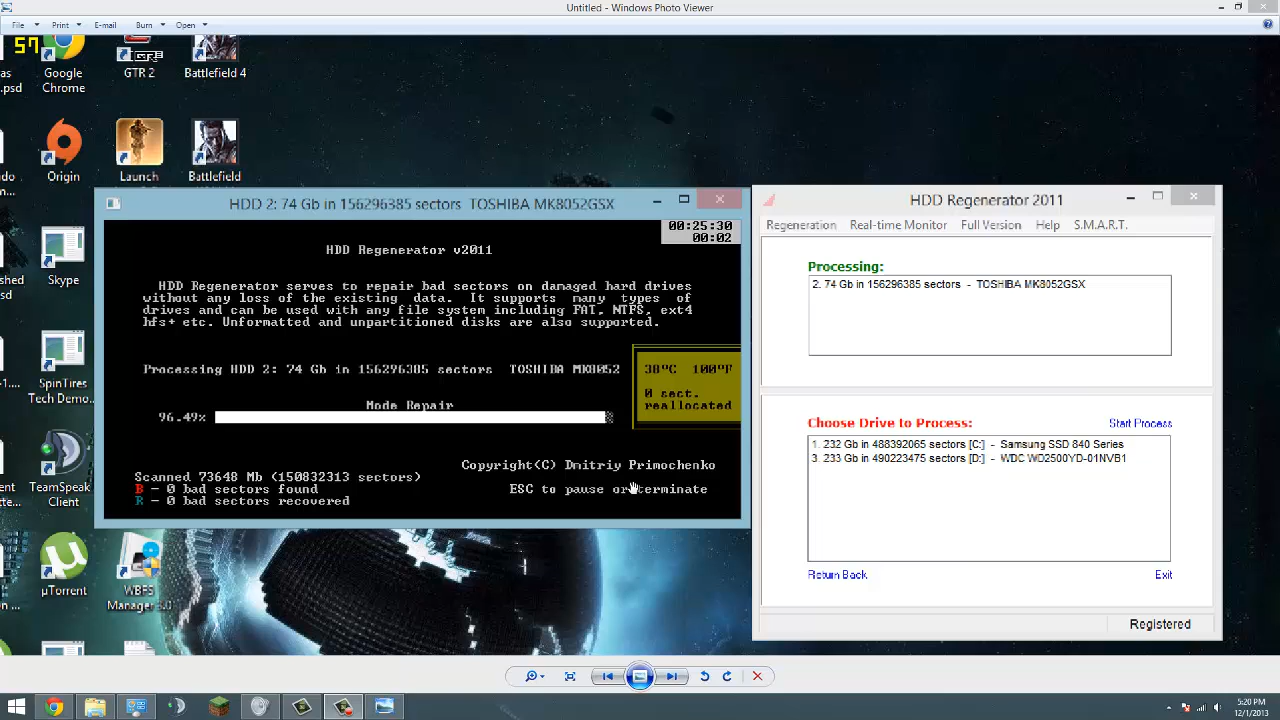 Untitled - Windows Photo Viewer
File Print E-mail Burn Open
57
as
.psd
Google
Chrome
GTR 2
Battlefield 4
Origin
Launch
Battlefield
HDD 2: 74 Gb in 156296385 sectors TOSHIBA MK8052GSX
00:25:30
00:02
HDD Regenerator v2011
HDD Regenerator serves to repair bad sectors on damaged hard drives
without any loss of the existing data. It supports many types of
drives and can be used with any file system including FAT, NTFS, ext4
hfs+ etc. Unformatted and unpartitioned disks are also supported.
Processing HDD 2: 74 Gb in 156296385 sectors TOSHIBA MK8052
38ºC 100ºF
0 sect.
reallocated
Mode Repair
96.49%
Copyright(C) Dmitriy Primochenko
Scanned 73648 Mb (150832313 sectors)
B - 0 bad sectors found
ESC to pause or terminate
R - 0 bad sectors recovered
HDD Regenerator 2011
Regeneration Real-time Monitor Full Version Help S.M.A.R.T.
Processing:
2. 74 Gb in 156296385 sectors - TOSHIBA MK8052GSX
Choose Drive to Process:
Start Process
1. 232 Gb in 488392065 sectors [C:] - Samsung SSD 840 Series
3. 233 Gb in 490223475 sectors [D:] - WDC WD2500YD-01NVB1
Return Back
Exit
Registered
Skype
SpinTires
Tech Demo...
TeamSpeak
Client
µTorrent
WBFS
Manager 3.0
5:20 PM
12/1/2013